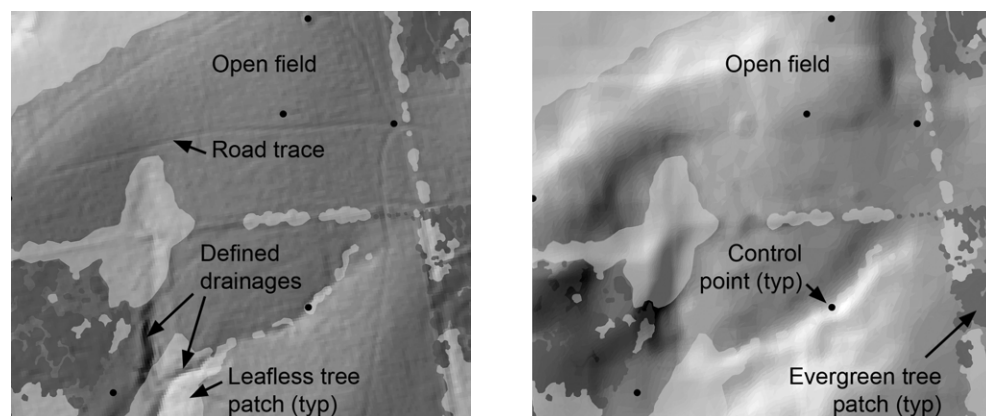 Open field
Road trace
Defined
drainages
Leafless tree
patch (typ)
Open field
Control
point (typ)
Evergreen tree
patch (typ)